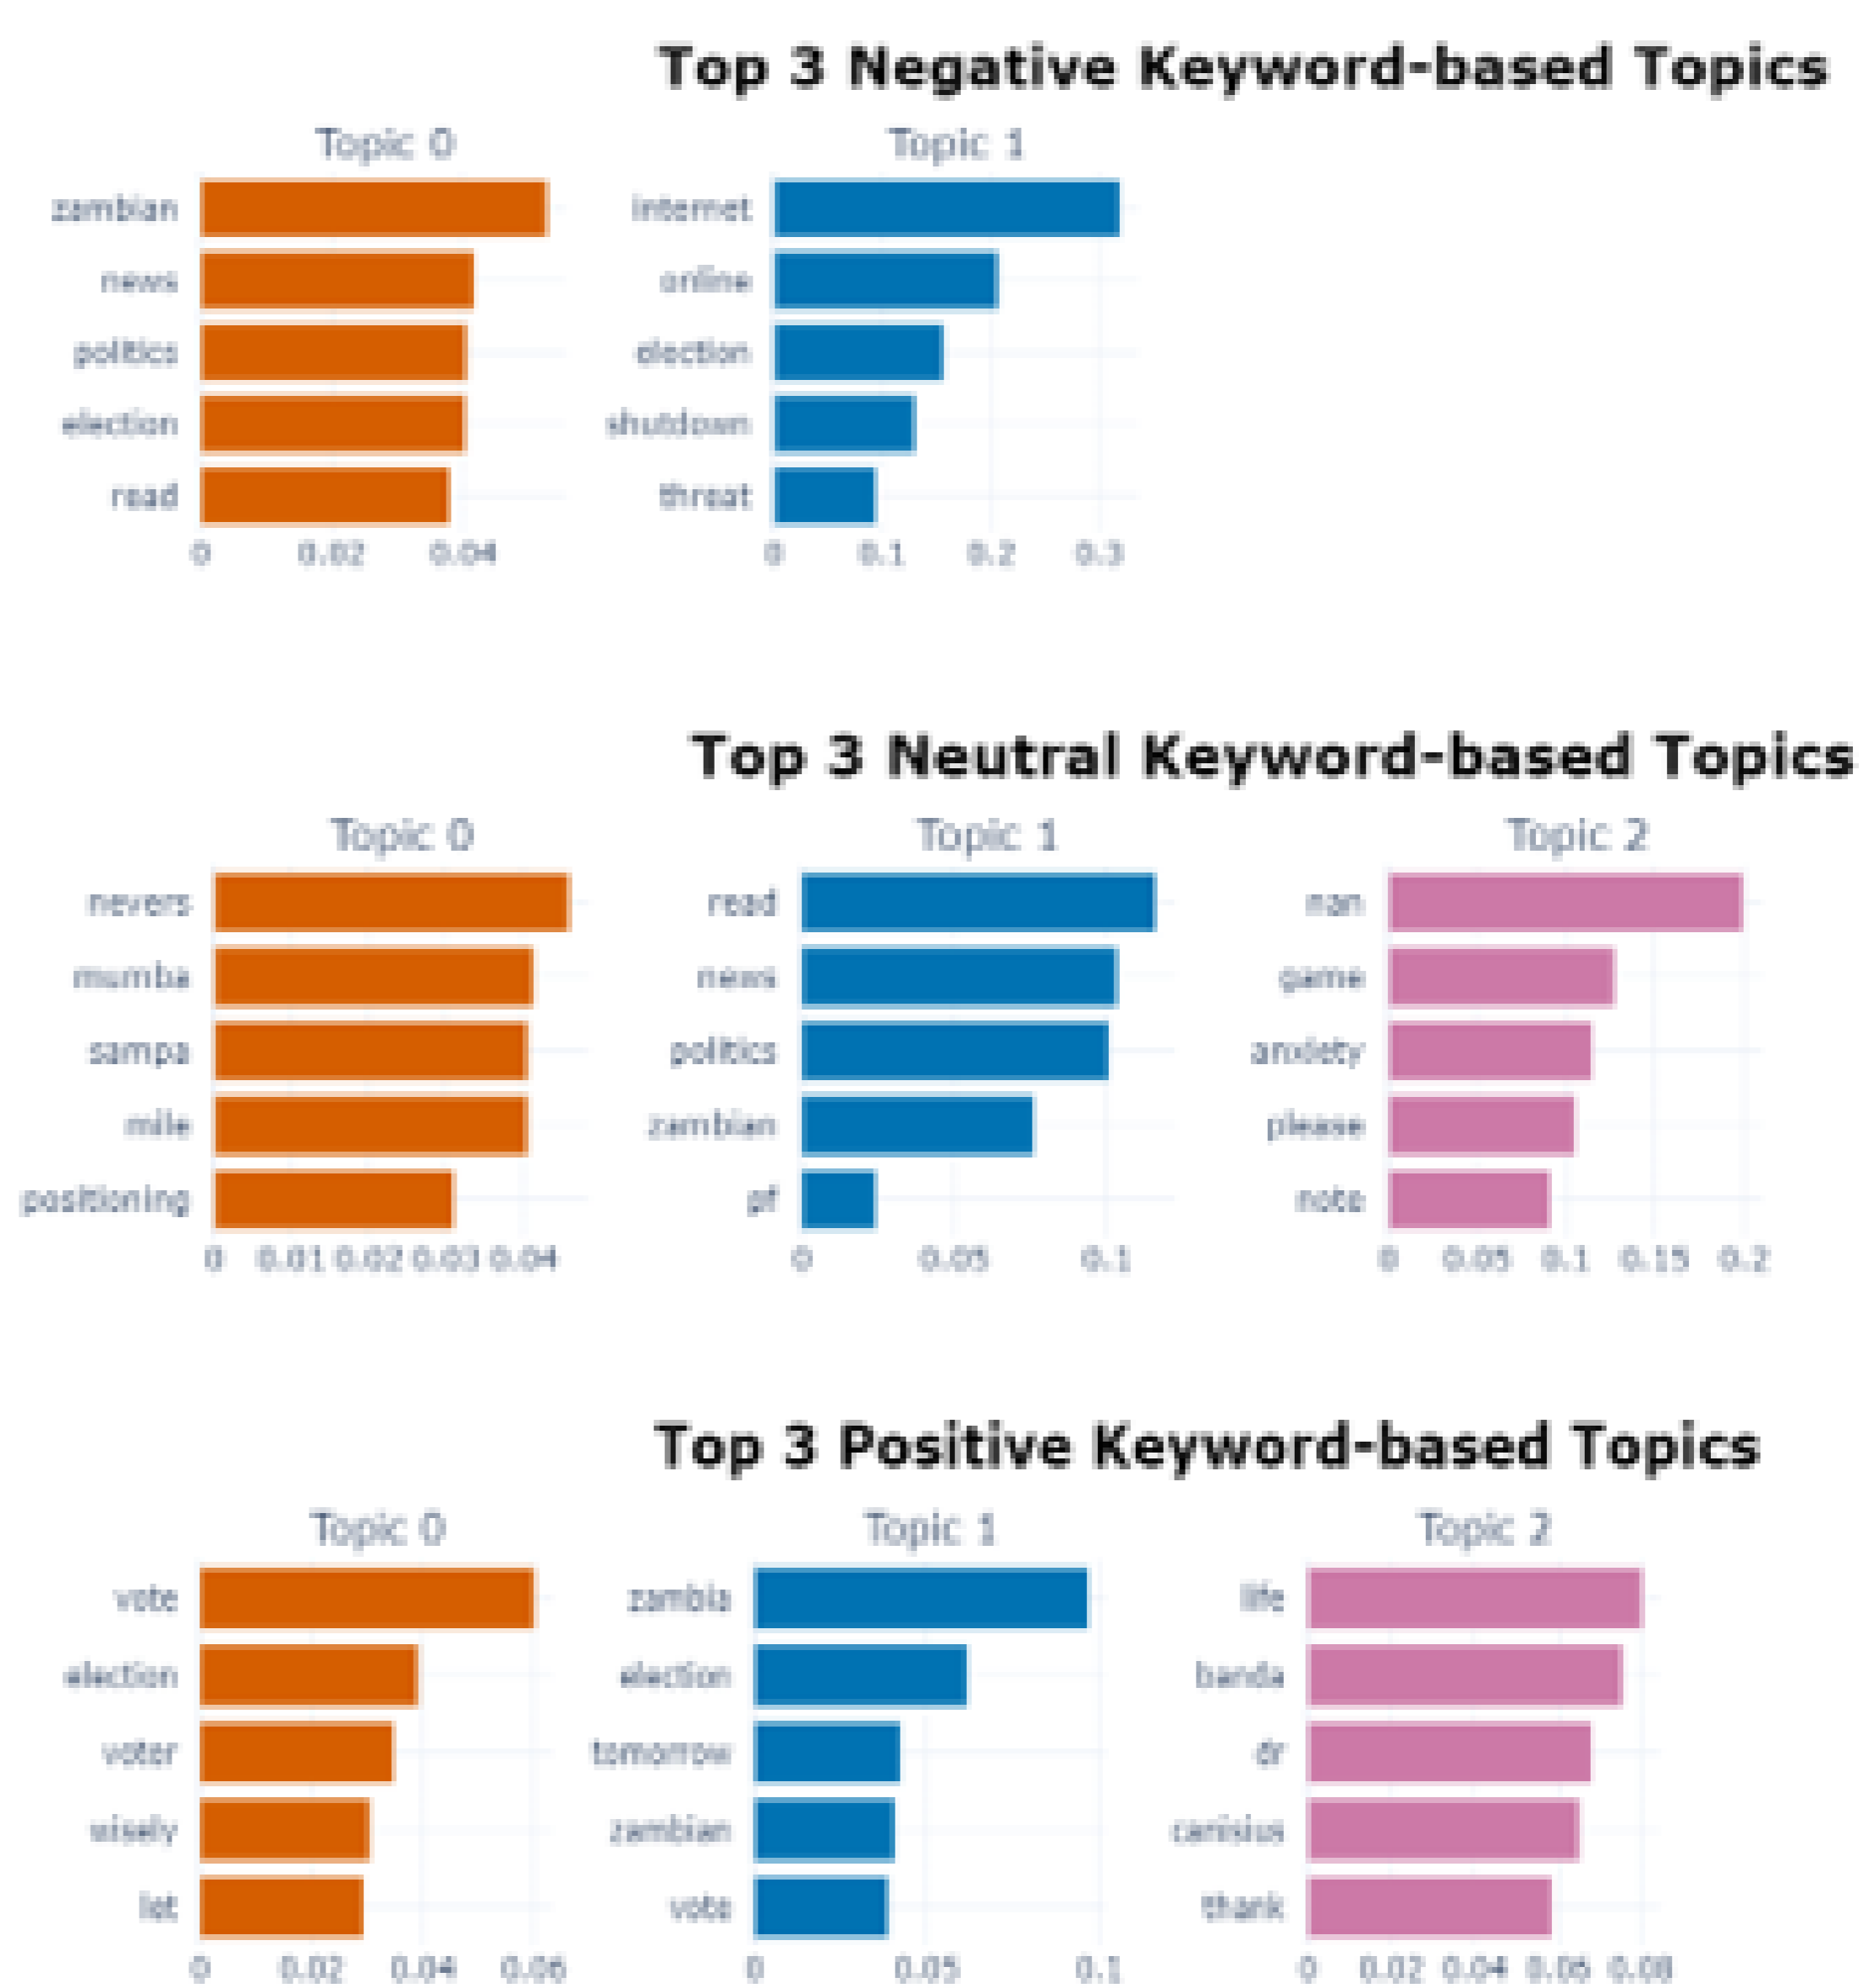 Top 3 Negative Keyword-based Topics
Topic 0 Topic 1
zambian internet
news online
politics election
election shutdown
read threat
0 0.02 0.04 0 0.1 0.2 0.3
Top 3 Neutral Keyword-based Topics
Topic 0 Topic 1 Topic 2
nevers read nan
mumba news game
sampa politics anxiety
mile zambian please
positioning pf note
0 0.01 0.02 0.03 0.04 0 0.05 0.1 0 0.05 0.1 0.15 0.2
Top 3 Positive Keyword-based Topics
Topic 0 Topic 1 Topic 2
vote zambia life
election election banda
voter tomorrow dr
wisely zambian canisius
let vote thank
0 0.02 0.04 0.06 0 0.05 0.1 0 0.02 0.04 0.06 0.08